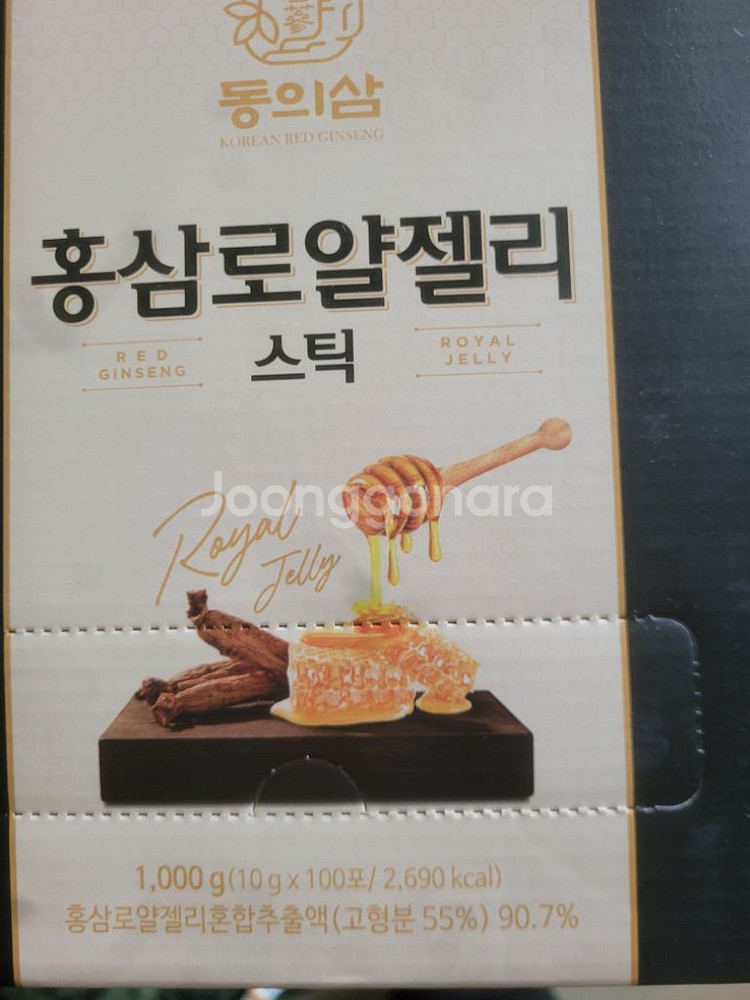 동의삼
KOREAN RED GINSENG
홍삼로얄젤리
RED
GINSENG
스틱
ROYAL
JELLY
Joonggonara
Royal
Jelly
1,000 g(10 g x 100포/ 2,690 kcal)
홍삼로얄젤리혼합추출액(고형분 55%) 90.7%